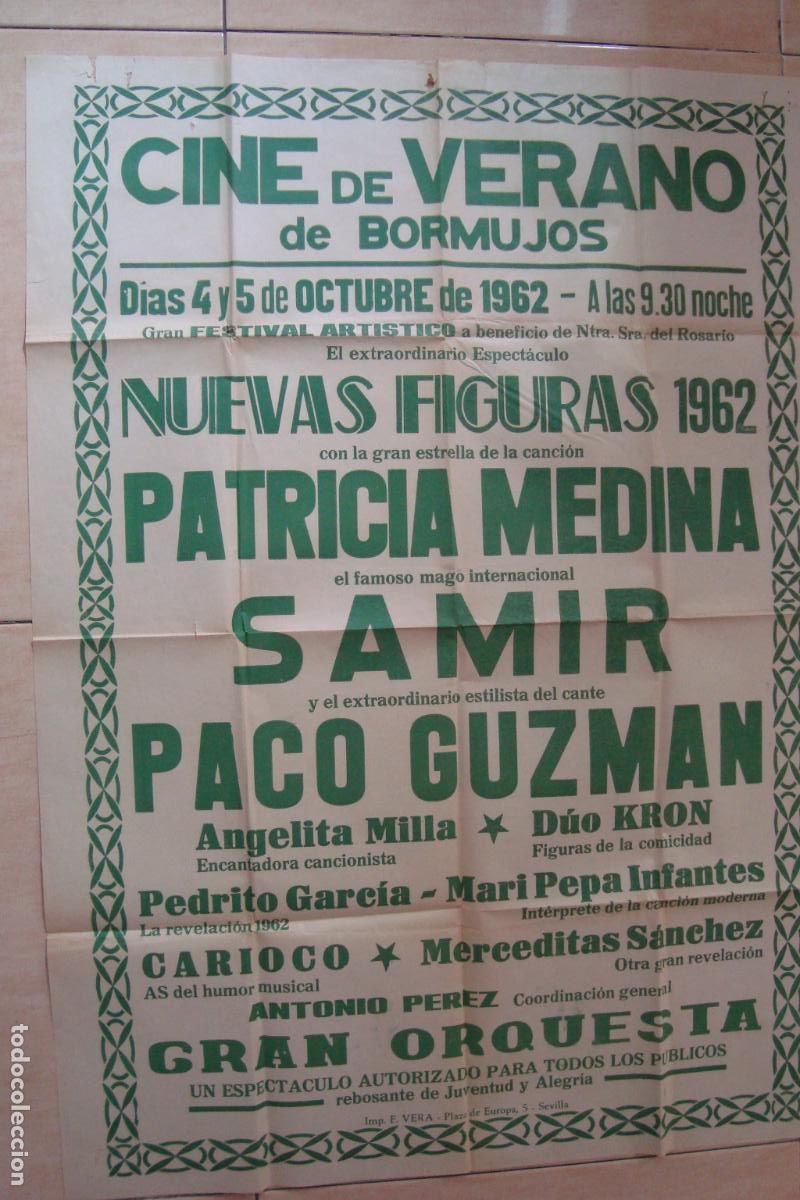 CINE DE VERANO
de BORMUJOS
Días 4 y 5 de OCTUBRE de 1962 - A las 9.30 noche
Gran FESTIVAL ARTISTICO a beneficio de Ntra. Sra. del Rosario
El extraordinario Espectáculo
NUEVAS FIGURAS 1962
con la gran estrella de la canción
PATRICIA MEDINA
el famoso mago internacional
SAMIR
y el extraordinario estilista del cante
PACO GUZMAN
Angelita Milla ★ Dúo KRON
Encantadora cancionista Figuras de la comicidad
Pedrito García - Mari Pepa Infantes
La revelación 1962 Intérprete de la canción moderna
CARIOCO ★ Merceditas Sánchez
AS del humor musical Otra gran revelación
ANTONIO PEREZ Coordinación general
GRAN ORQUESTA
UN ESPECTACULO AUTORIZADO PARA TODOS LOS PUBLICOS
rebosante de Juventud y Alegría
Imp. F. VERA - Plaza de Europa, 5 - Sevilla
todocoleccion